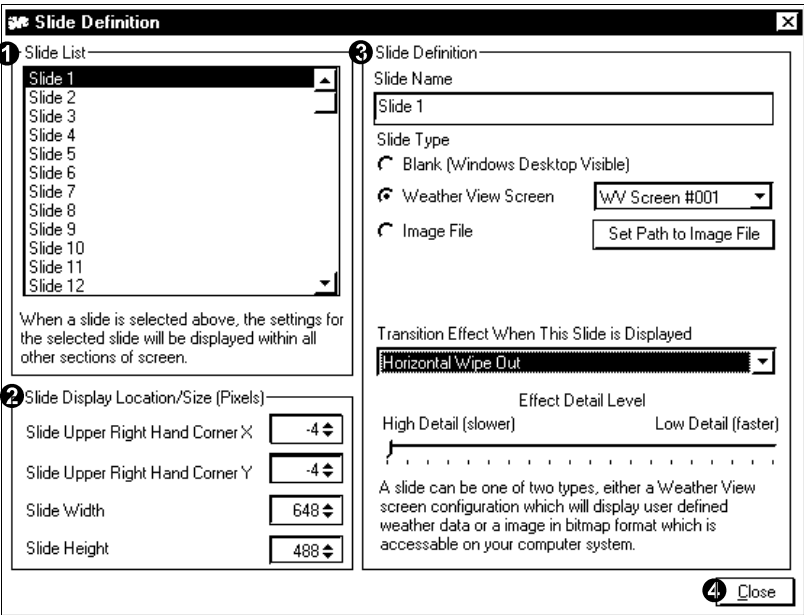 Slide Definition
1 Slide List
Slide 1
Slide 2
Slide 3
Slide 4
Slide 5
Slide 6
Slide 7
Slide 8
Slide 9
Slide 10
Slide 11
Slide 12
When a slide is selected above, the settings for
the selected slide will be displayed within all
other sections of screen.
2 Slide Display Location/Size (Pixels)
Slide Upper Right Hand Corner X -4
Slide Upper Right Hand Corner Y -4
Slide Width 648
Slide Height 488
3 Slide Definition
Slide Name
Slide 1
Slide Type
Blank (Windows Desktop Visible)
Weather View Screen WV Screen #001
Image File Set Path to Image File
Transition Effect When This Slide is Displayed
Horizontal Wipe Out
Effect Detail Level
High Detail (slower) Low Detail (faster)
A slide can be one of two types, either a Weather View
screen configuration which will display user defined
weather data or a image in bitmap format which is
accessable on your computer system.
4 Close